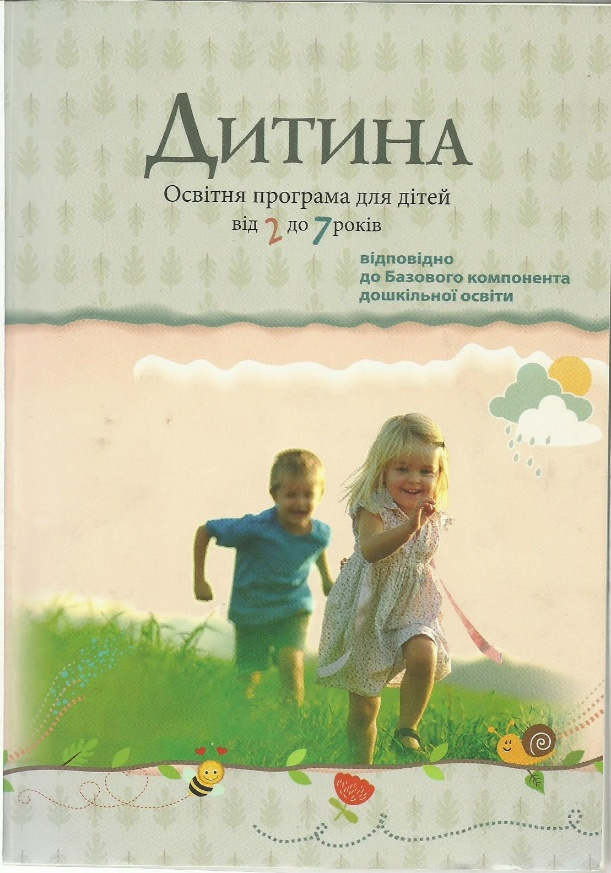 Дитина
Освітня програма для дітей
від 2 до 7 років
відповідно
до Базового компонента
дошкільної освіти